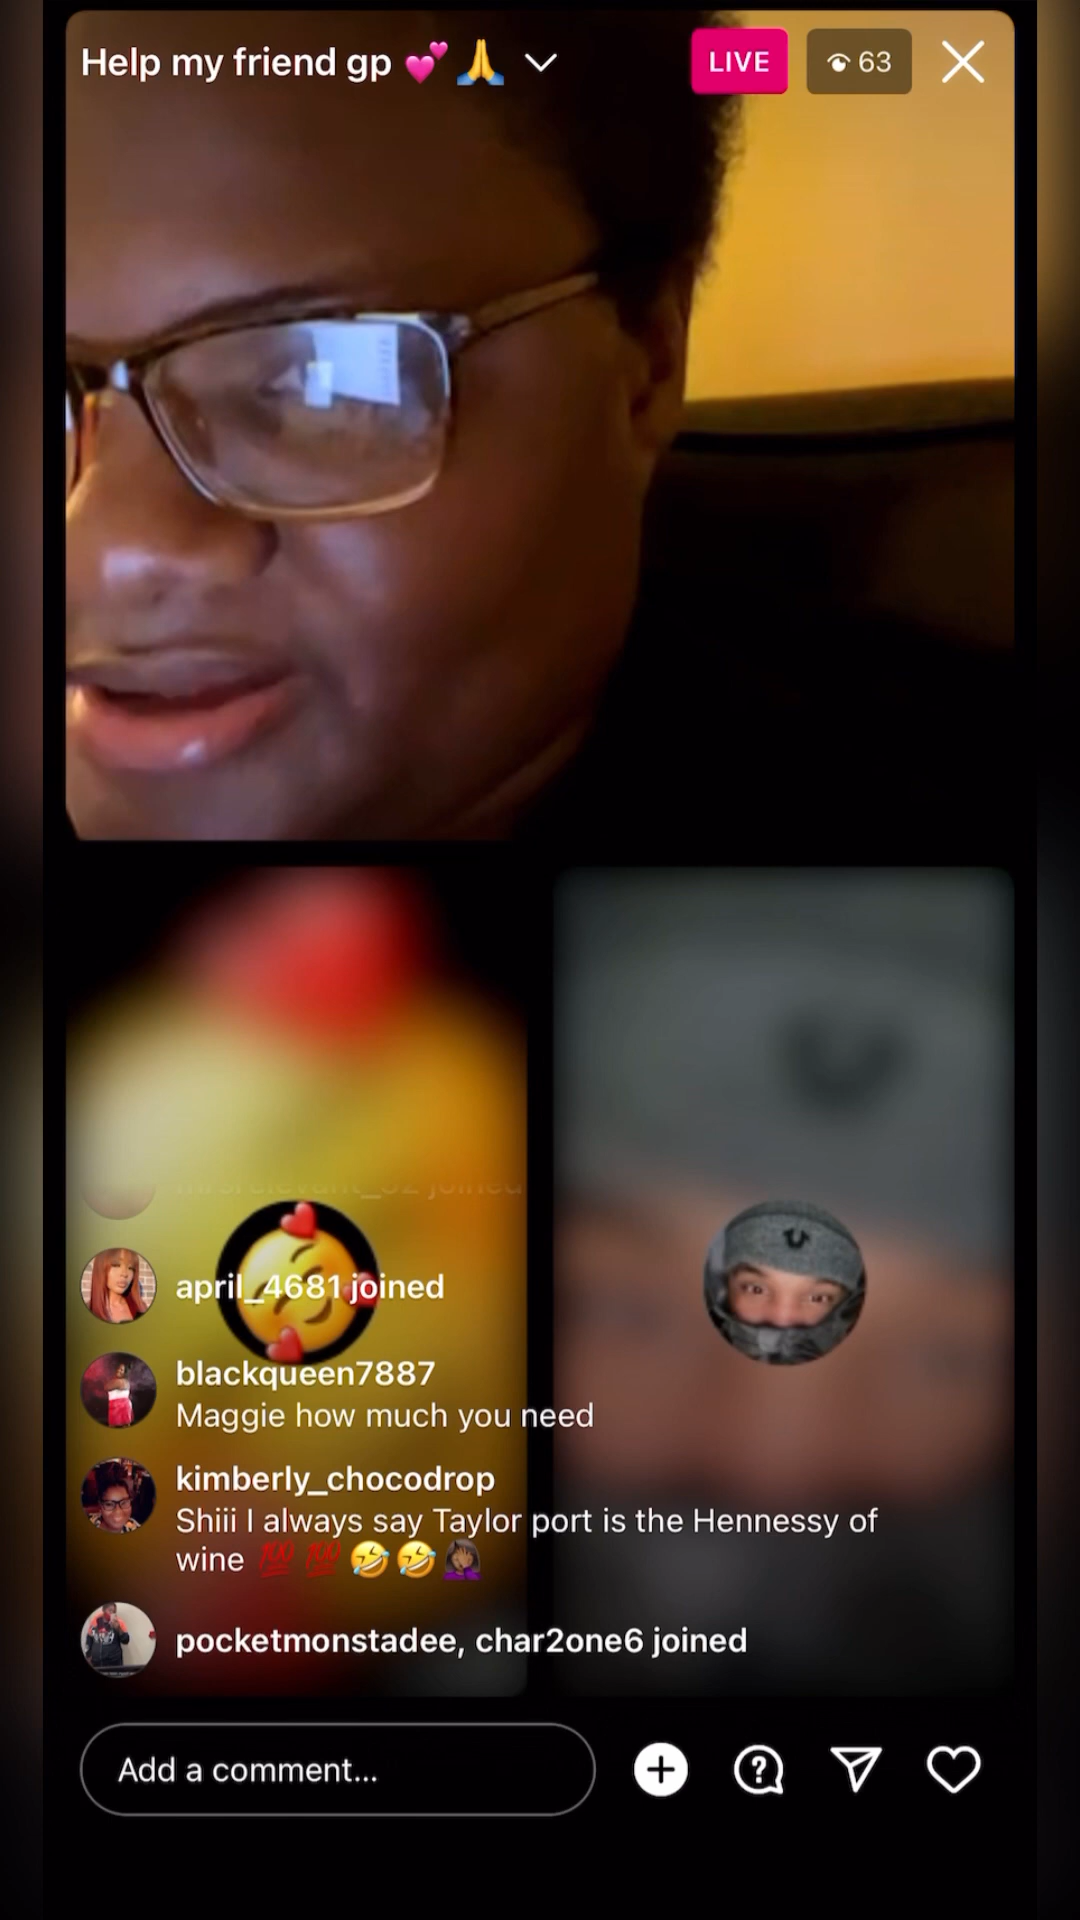 Help my friend gp 💕🙏
LIVE
63
april_4681 joined
blackqueen7887
Maggie how much you need
kimberly_chocodrop
Shiii I always say Taylor port is the Hennessy of
wine 💯💯🤣🤣🤦🏾‍♀️
pocketmonstadee, char2one6 joined
Add a comment...